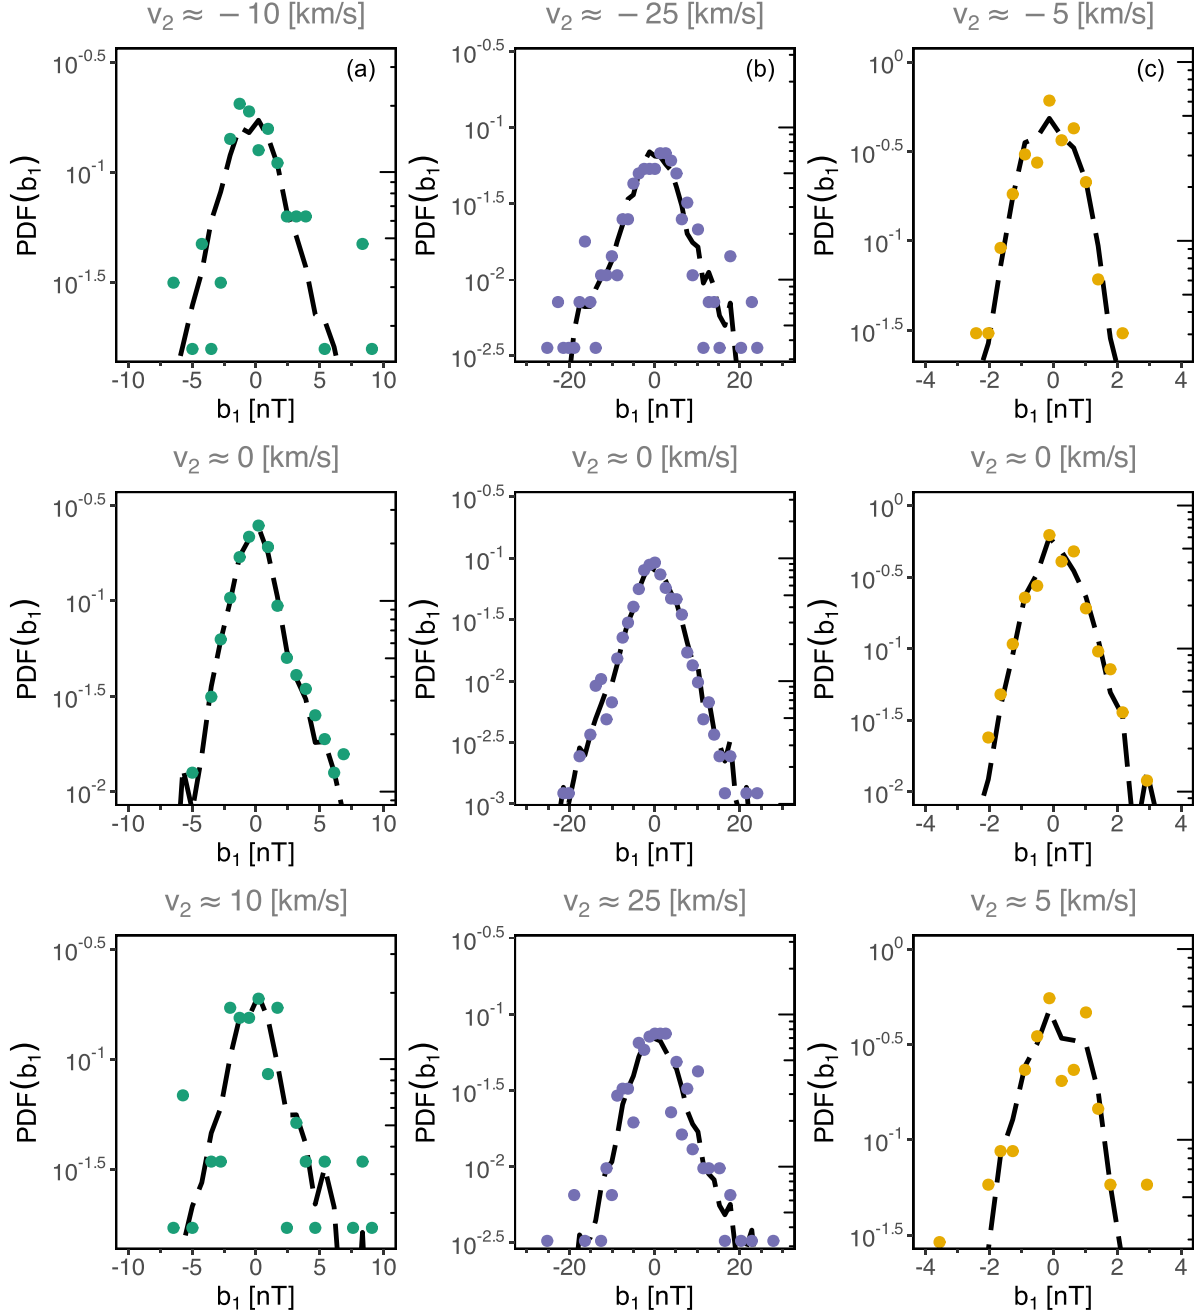 v₂ ≈ − 10 [km/s]
v₂ ≈ − 25 [km/s]
v₂ ≈ − 5 [km/s]
(a)
(b)
(c)
PDF(b₁)
10⁻⁰·⁵
10⁻¹
10⁻¹·⁵
-10 -5 0 5 10
b₁ [nT]
PDF(b₁)
10⁻⁰·⁵
10⁻¹
10⁻¹·⁵
10⁻²
10⁻²·⁵
-20 0 20
b₁ [nT]
PDF(b₁)
10⁰
10⁻⁰·⁵
10⁻¹
10⁻¹·⁵
-4 -2 0 2 4
b₁ [nT]
v₂ ≈ 0 [km/s]
v₂ ≈ 0 [km/s]
v₂ ≈ 0 [km/s]
PDF(b₁)
10⁻⁰·⁵
10⁻¹
10⁻¹·⁵
10⁻²
-10 -5 0 5 10
b₁ [nT]
PDF(b₁)
10⁻⁰·⁵
10⁻¹
10⁻¹·⁵
10⁻²
10⁻²·⁵
10⁻³
-20 0 20
b₁ [nT]
PDF(b₁)
10⁰
10⁻⁰·⁵
10⁻¹
10⁻¹·⁵
10⁻²
-4 -2 0 2 4
b₁ [nT]
v₂ ≈ 10 [km/s]
v₂ ≈ 25 [km/s]
v₂ ≈ 5 [km/s]
PDF(b₁)
10⁻⁰·⁵
10⁻¹
10⁻¹·⁵
-10 -5 0 5 10
b₁ [nT]
PDF(b₁)
10⁻⁰·⁵
10⁻¹
10⁻¹·⁵
10⁻²
10⁻²·⁵
-20 0 20
b₁ [nT]
PDF(b₁)
10⁰
10⁻⁰·⁵
10⁻¹
10⁻¹·⁵
-4 -2 0 2 4
b₁ [nT]